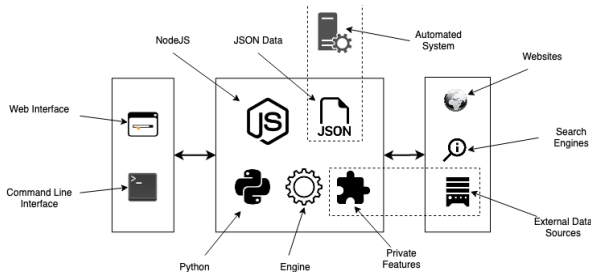 NodeJS
JSON Data
Automated
System
Websites
Web Interface
JS
JSON
Search
Engines
>_
Command Line
Interface
External Data
Sources
Python
Engine
Private
Features